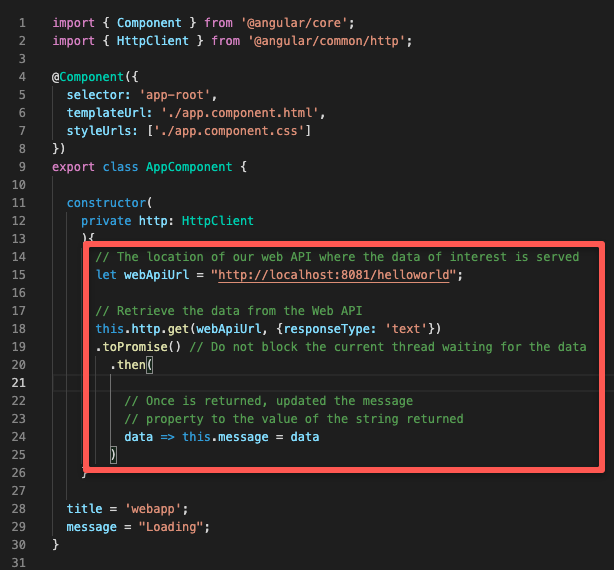 1 import { Component } from '@angular/core';
2 import { HttpClient } from '@angular/common/http';
3
4 @Component({
5   selector: 'app-root',
6   templateUrl: './app.component.html',
7   styleUrls: ['./app.component.css']
8 })
9 export class AppComponent {
10
11   constructor(
12     private http: HttpClient
13     ){
14       // The location of our web API where the data of interest is served
15       let webApiUrl = "http://localhost:8081/helloworld";
16
17       // Retrieve the data from the Web API
18       this.http.get(webApiUrl, {responseType: 'text'})
19       .toPromise() // Do not block the current thread waiting for the data
20         .then(
21
22           // Once is returned, updated the message
23           // property to the value of the string returned
24           data => this.message = data
25         )
26     }
27
28   title = 'webapp';
29   message = "Loading";
30 }
31